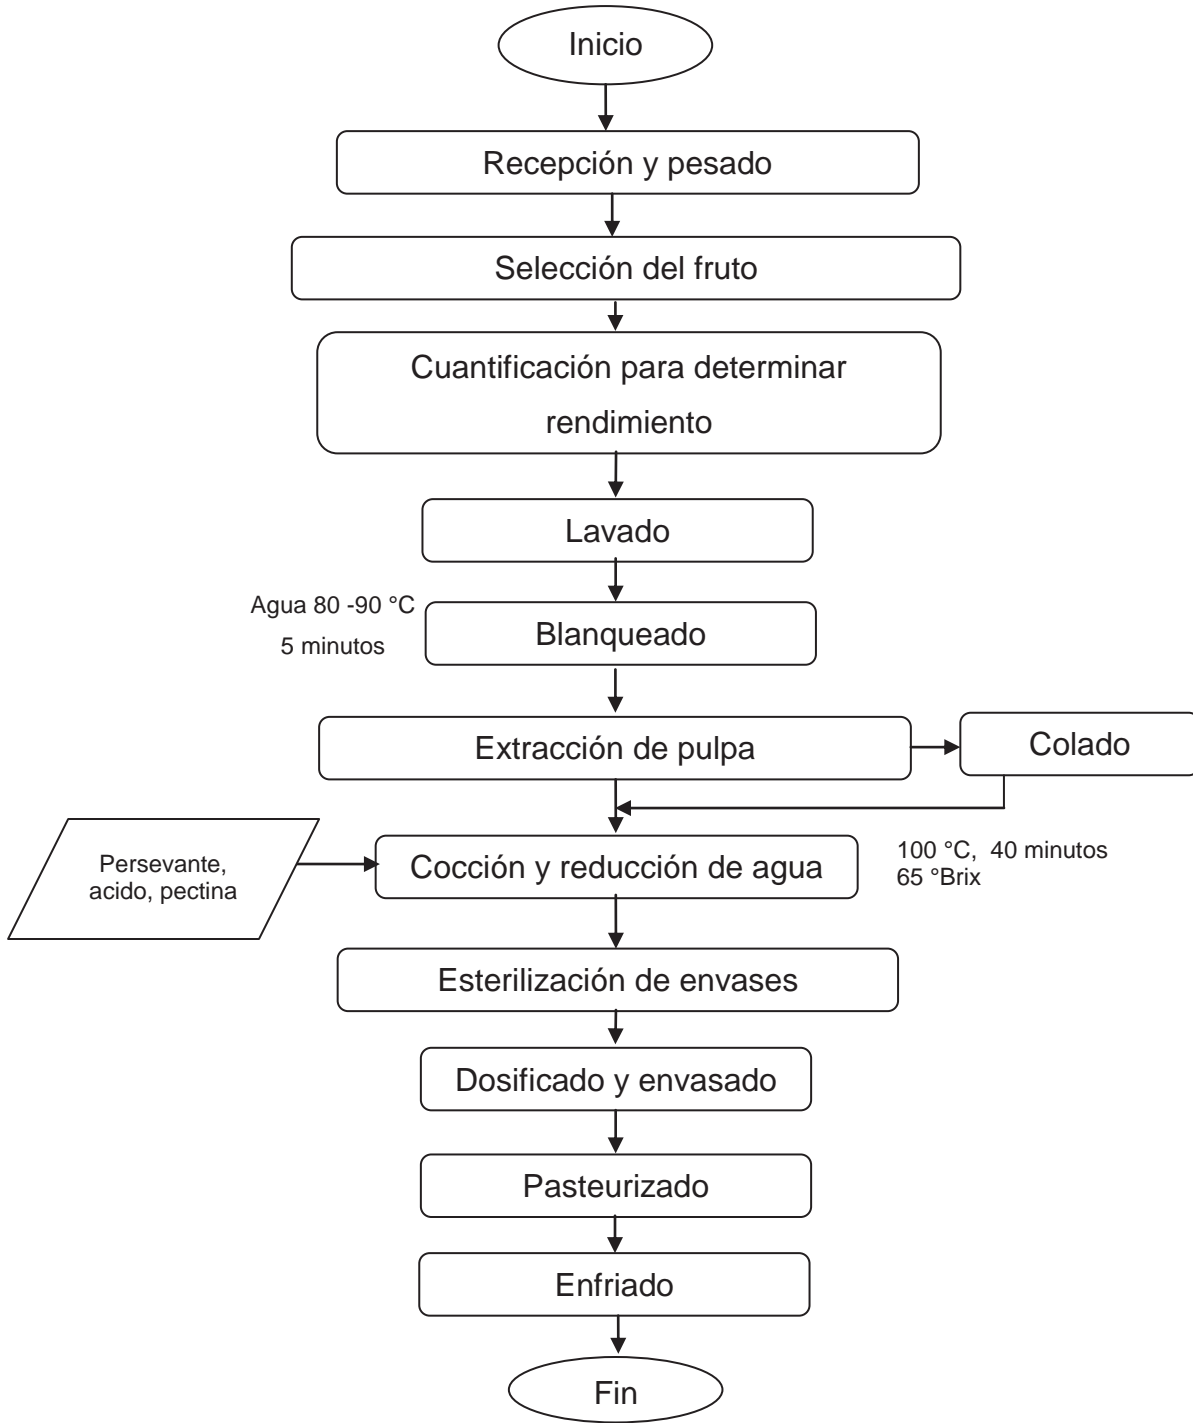 Inicio
Recepción y pesado
Selección del fruto
Cuantificación para determinar
rendimiento
Lavado
Agua 80 -90 °C
5 minutos
Blanqueado
Extracción de pulpa
Colado
Persevante,
acido, pectina
Cocción y reducción de agua
100 °C, 40 minutos
65 °Brix
Esterilización de envases
Dosificado y envasado
Pasteurizado
Enfriado
Fin